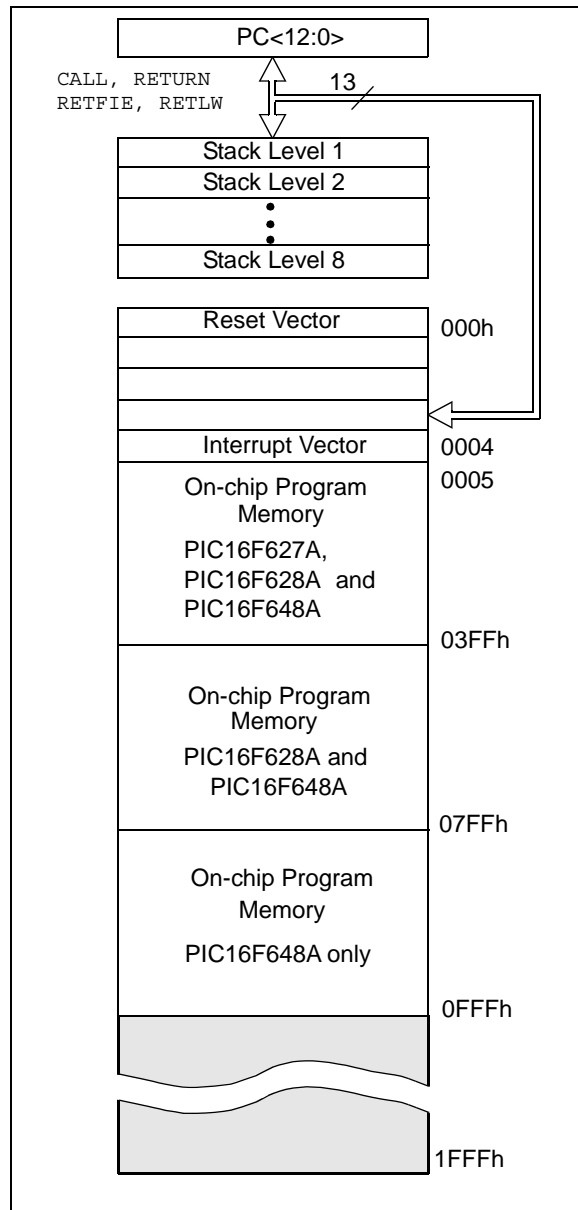 PC<12:0>
CALL, RETURN
RETFIE, RETLW
13
Stack Level 1
Stack Level 2
Stack Level 8
Reset Vector
000h
Interrupt Vector
0004
0005
On-chip Program
Memory
PIC16F627A,
PIC16F628A and
PIC16F648A
03FFh
On-chip Program
Memory
PIC16F628A and
PIC16F648A
07FFh
On-chip Program
Memory
PIC16F648A only
0FFFh
1FFFh